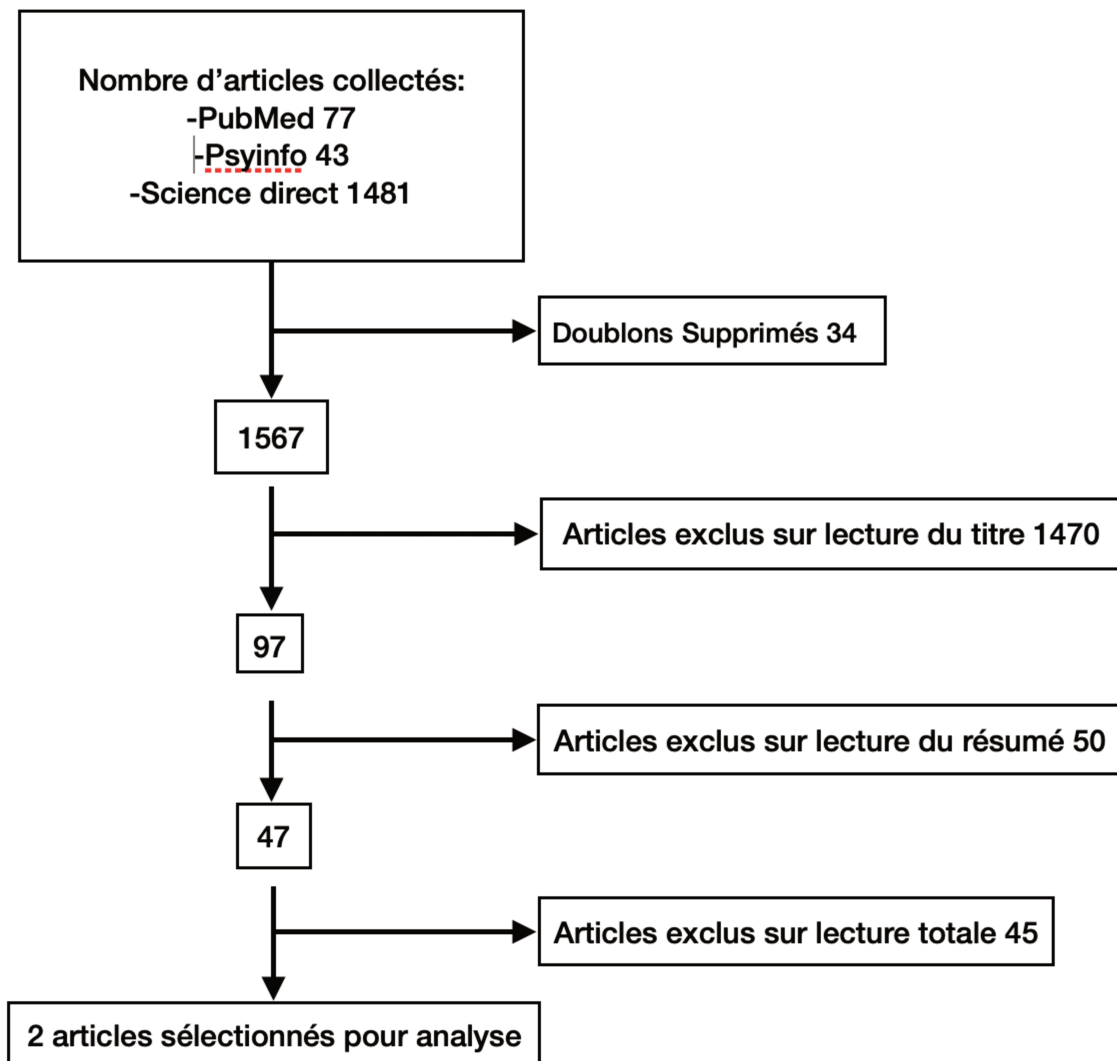 Nombre d'articles collectés:
-PubMed 77
-Psyinfo 43
-Science direct 1481
Doublons Supprimés 34
1567
Articles exclus sur lecture du titre 1470
97
Articles exclus sur lecture du résumé 50
47
Articles exclus sur lecture totale 45
2 articles sélectionnés pour analyse